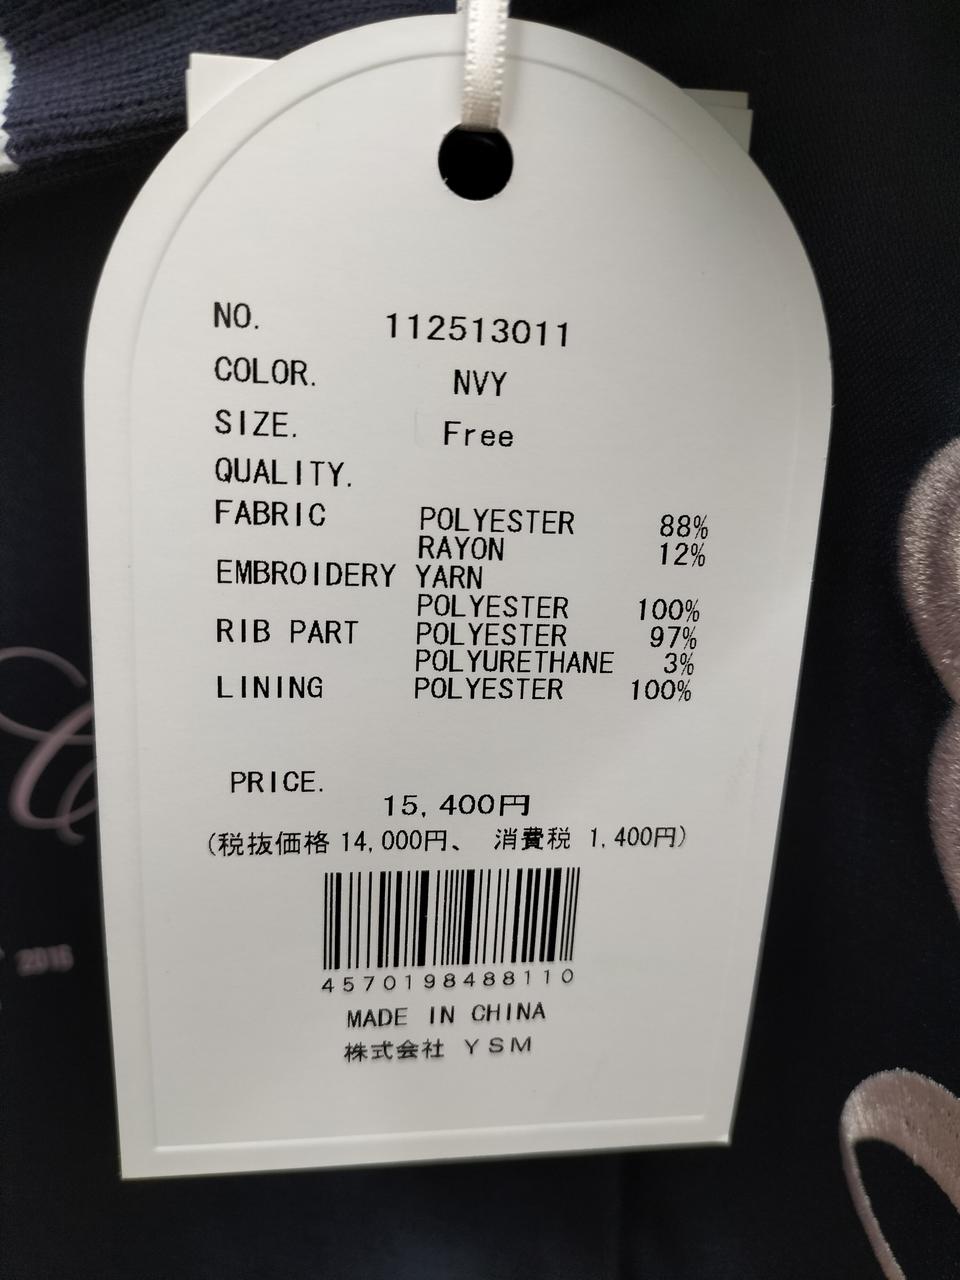 NO. 112513011
COLOR. NVY
SIZE. Free
QUALITY.
FABRIC POLYESTER 88%
RAYON 12%
EMBROIDERY YARN
POLYESTER 100%
RIB PART POLYESTER 97%
POLYURETHANE 3%
LINING POLYESTER 100%
PRICE.
15,400円
(税抜価格 14,000円、 消費税 1,400円)
4570198488110
MADE IN CHINA
株式会社 YSM
2016